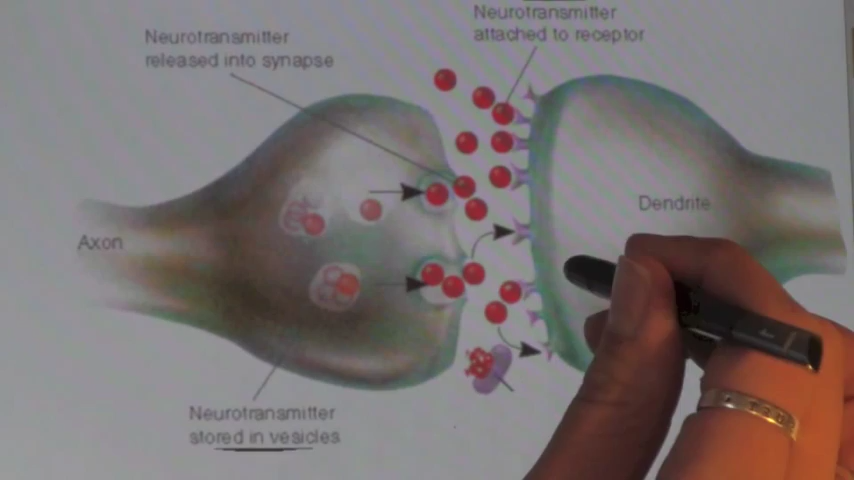 Neurotransmitter
attached to receptor
Neurotransmitter
released into synapse
Dendrite
Axon
Neurotransmitter
stored in vesicles